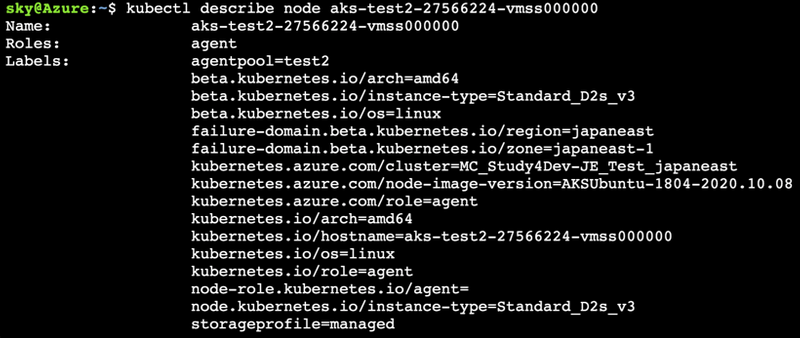 sky@Azure:~$ kubectl describe node aks-test2-27566224-vmss000000
Name: aks-test2-27566224-vmss000000
Roles: agent
Labels: agentpool=test2
beta.kubernetes.io/arch=amd64
beta.kubernetes.io/instance-type=Standard_D2s_v3
beta.kubernetes.io/os=linux
failure-domain.beta.kubernetes.io/region=japaneast
failure-domain.beta.kubernetes.io/zone=japaneast-1
kubernetes.azure.com/cluster=MC_Study4Dev-JE_Test_japaneast
kubernetes.azure.com/node-image-version=AKSUbuntu-1804-2020.10.08
kubernetes.azure.com/role=agent
kubernetes.io/arch=amd64
kubernetes.io/hostname=aks-test2-27566224-vmss000000
kubernetes.io/os=linux
kubernetes.io/role=agent
node-role.kubernetes.io/agent=
node.kubernetes.io/instance-type=Standard_D2s_v3
storageprofile=managed